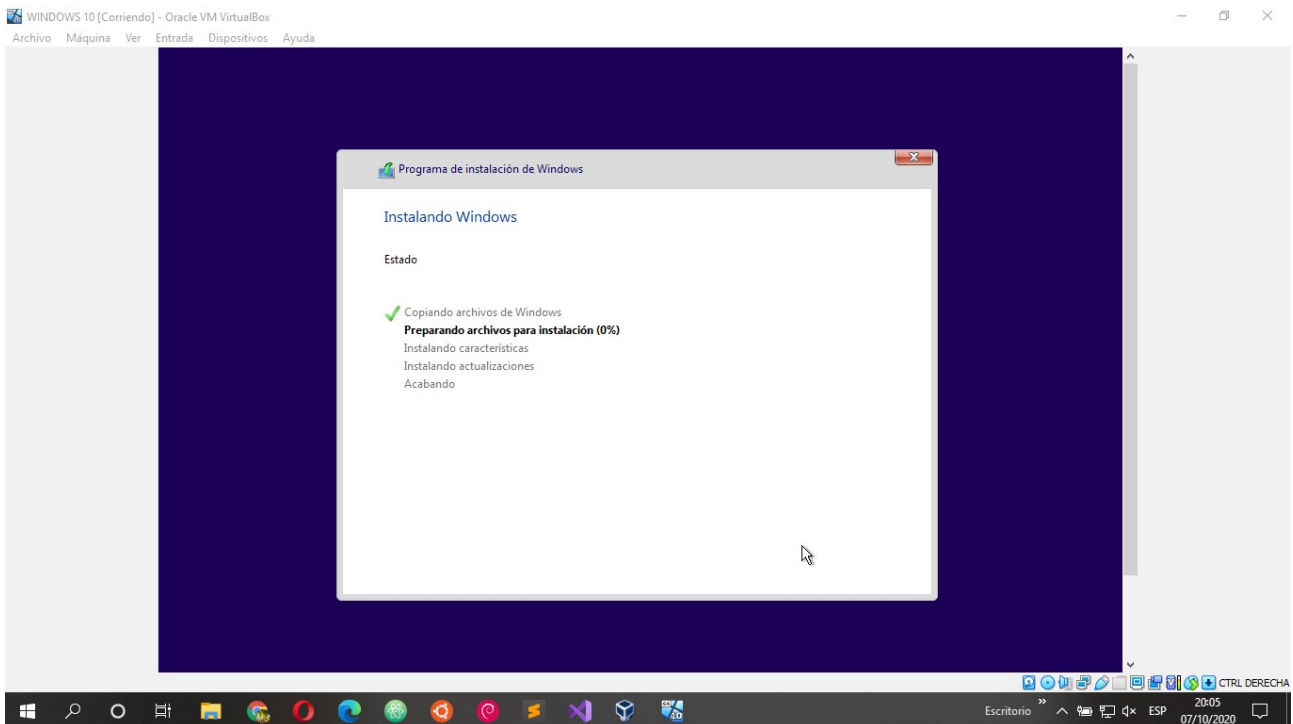 WINDOWS 10 [Corriendo] - Oracle VM VirtualBox
Archivo Máquina Ver Entrada Dispositivos Ayuda
Programa de instalación de Windows
Instalando Windows
Estado
Copiando archivos de Windows
Preparando archivos para instalación (0%)
Instalando características
Instalando actualizaciones
Acabando
CTRL DERECHA
Escritorio » ESP 20:05
07/10/2020